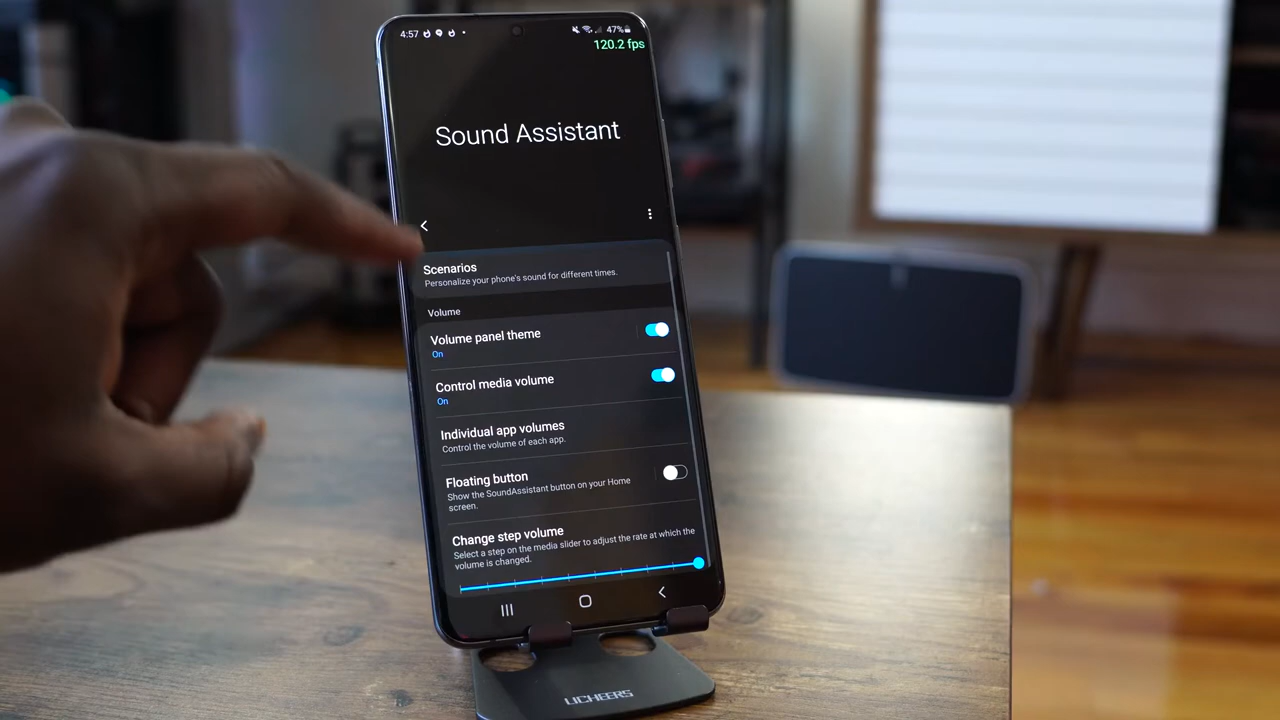 4:57
47%
120.2 fps
Sound Assistant
Scenarios
Personalize your phone's sound for different times.
Volume
Volume panel theme
On
Control media volume
On
Individual app volumes
Control the volume of each app.
Floating button
Show the SoundAssistant button on your Home
screen.
Change step volume
Select a step on the media slider to adjust the rate at which the
volume is changed.
LICHEERS